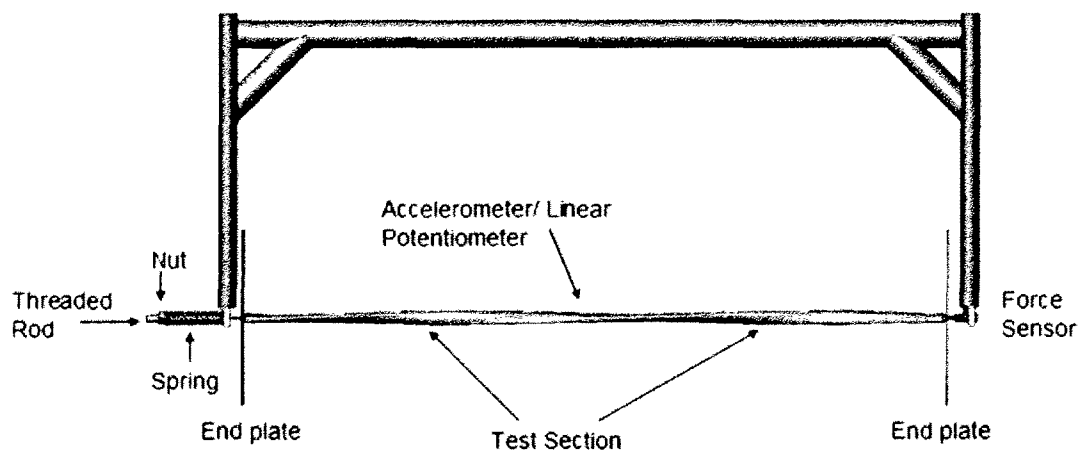 Accelerometer/ Linear
Potentiometer
Nut
Threaded
Rod
Force
Sensor
Spring
End plate
Test Section
End plate